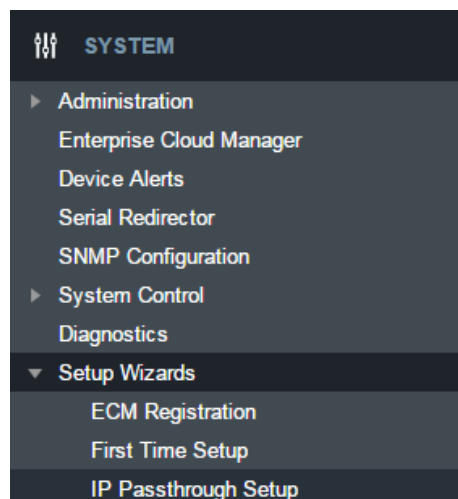 SYSTEM
Administration
Enterprise Cloud Manager
Device Alerts
Serial Redirector
SNMP Configuration
System Control
Diagnostics
Setup Wizards
ECM Registration
First Time Setup
IP Passthrough Setup